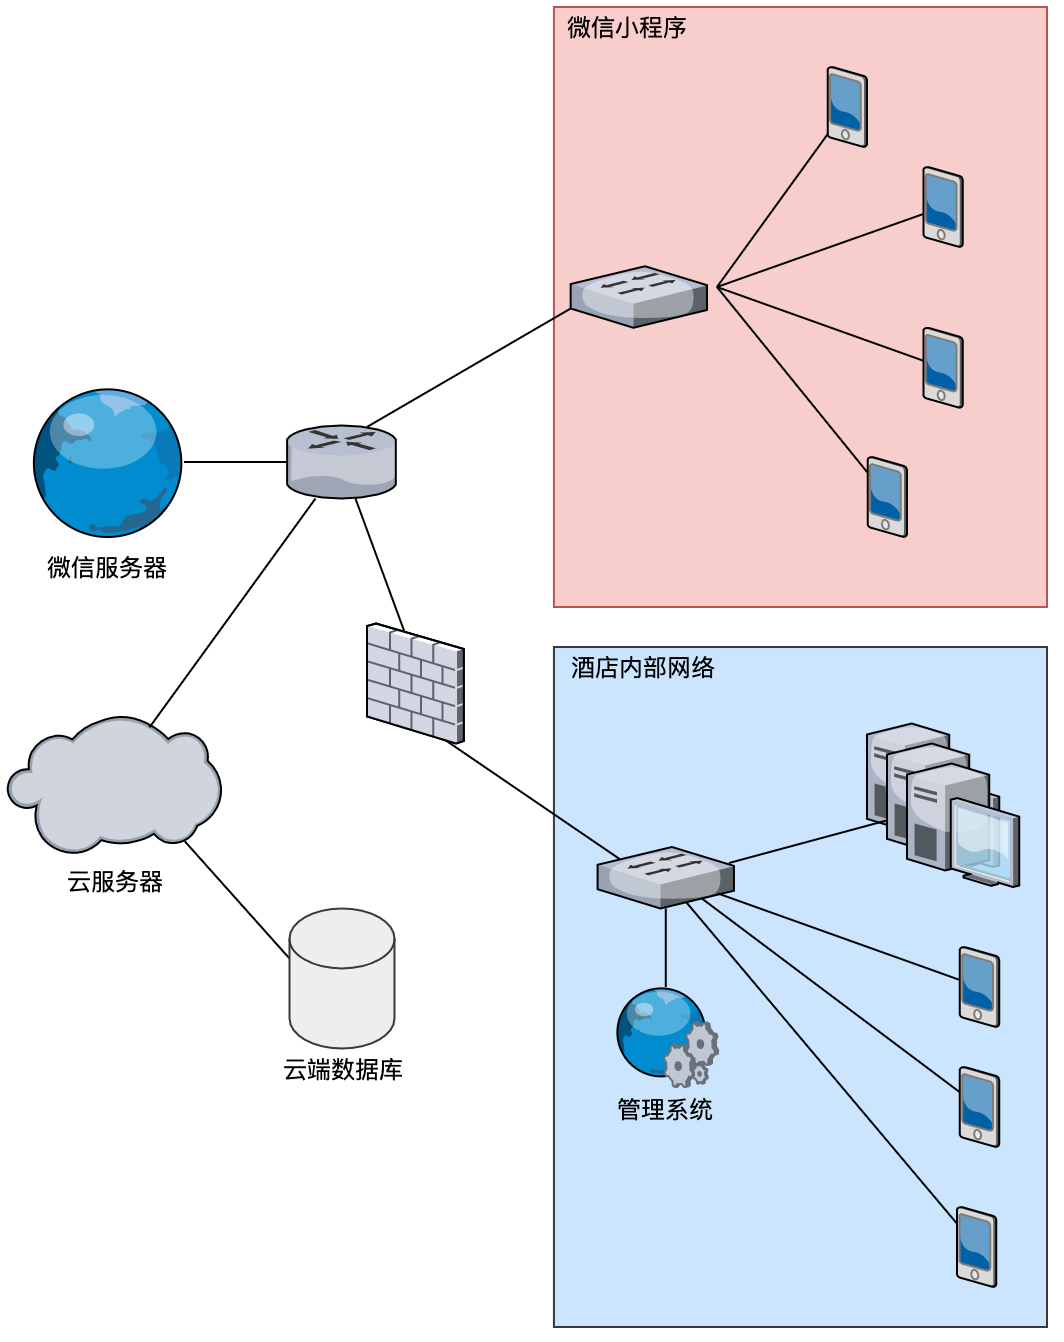 微信小程序
微信服务器
酒店内部网络
云服务器
云端数据库
管理系统